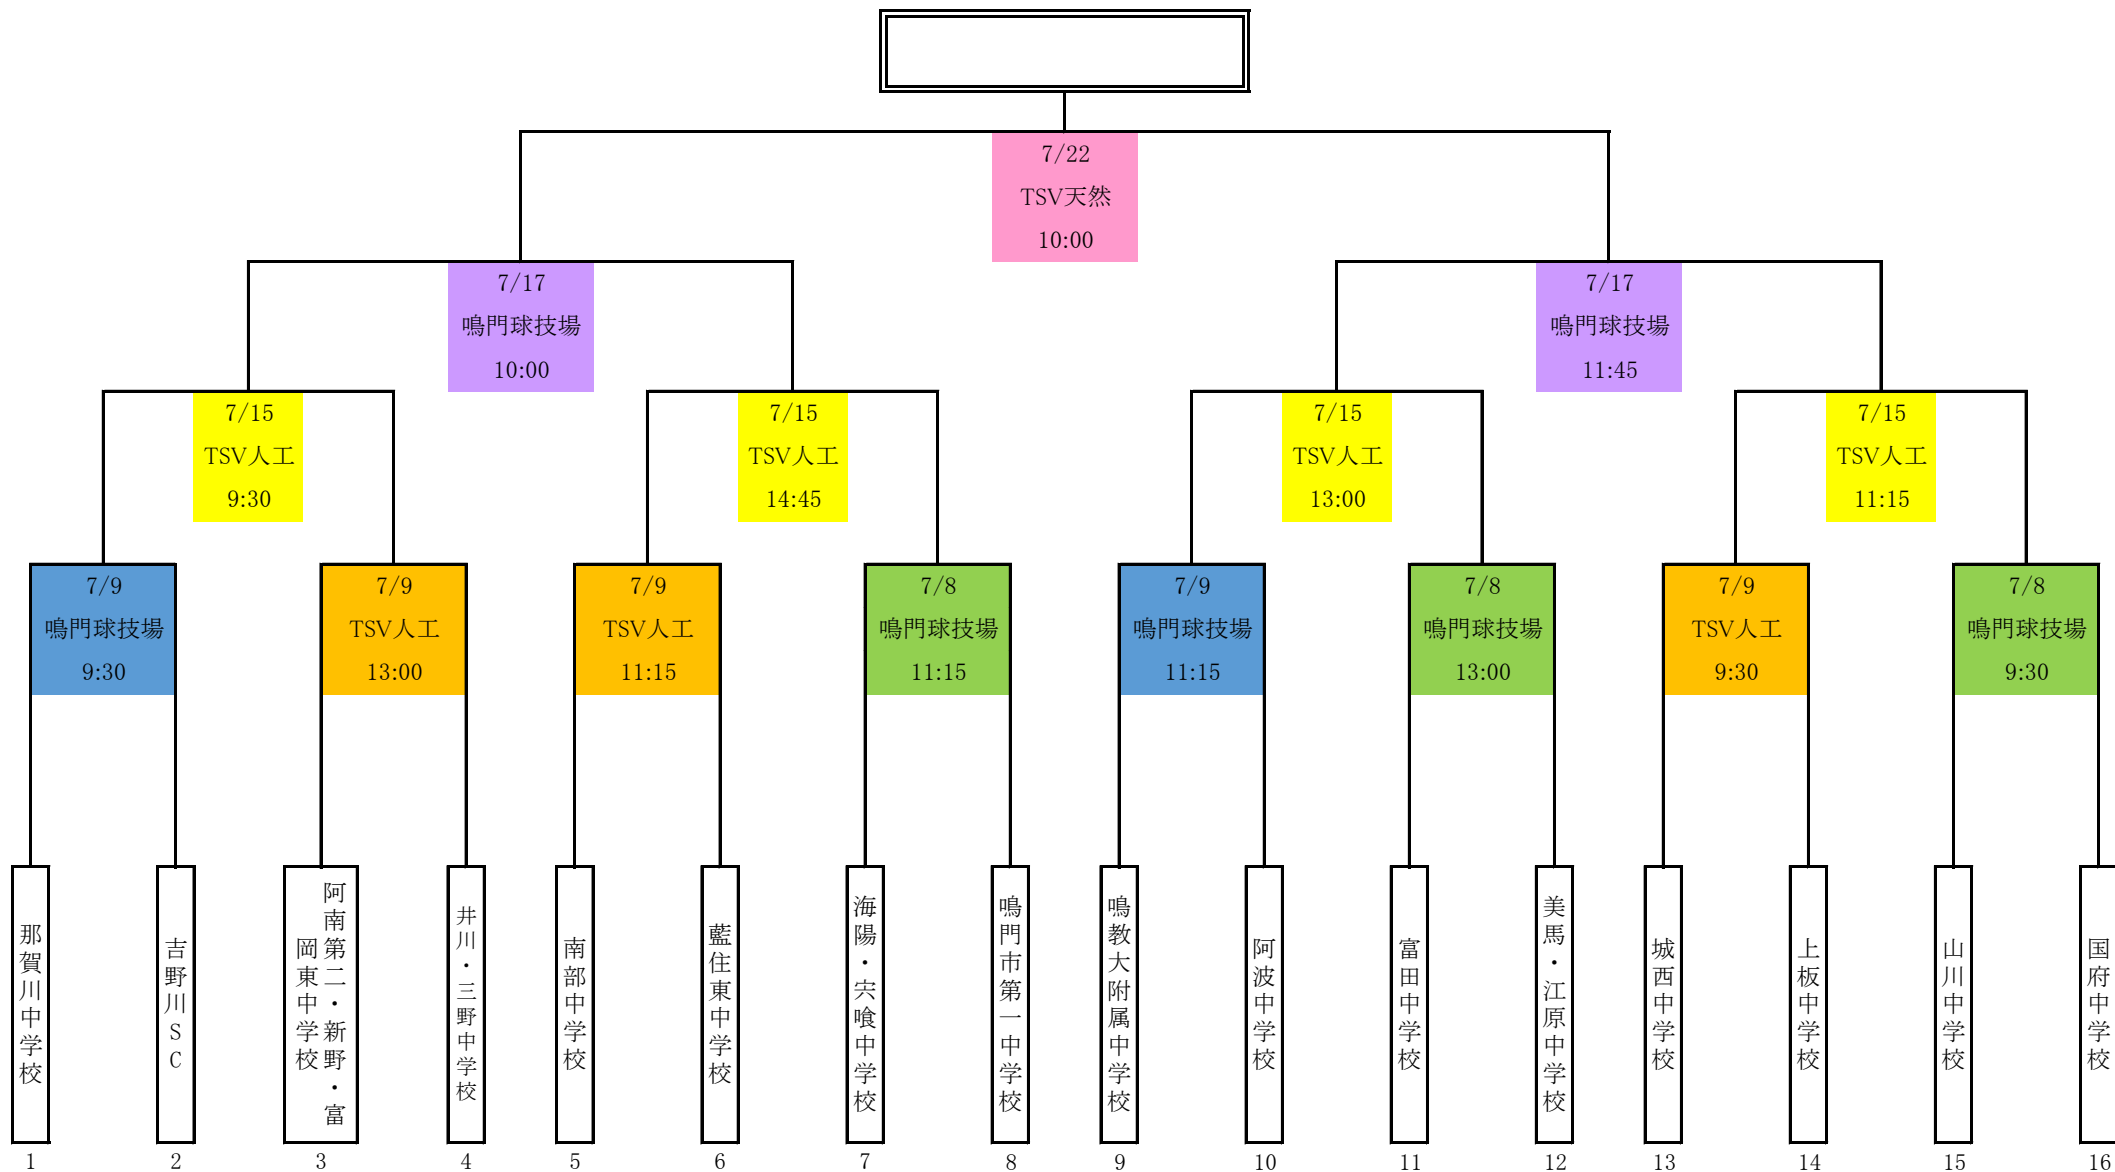 7/22
TSV天然
10:00
7/17
鳴門球技場
10:00
7/17
鳴門球技場
11:45
7/15
TSV人工
9:30
7/15
TSV人工
14:45
7/15
TSV人工
13:00
7/15
TSV人工
11:15
7/9
鳴門球技場
9:30
7/9
TSV人工
13:00
7/9
TSV人工
11:15
7/8
鳴門球技場
11:15
7/9
鳴門球技場
11:15
7/8
鳴門球技場
13:00
7/9
TSV人工
9:30
7/8
鳴門球技場
9:30
那賀川中学校
吉野川SC
阿南第二・新野・富
岡東中学校
井川・三野中学校
南部中学校
藍住東中学校
海陽・宍喰中学校
鳴門市第一中学校
鳴教大附属中学校
阿波中学校
富田中学校
美馬・江原中学校
城西中学校
上板中学校
山川中学校
国府中学校
1
2
3
4
5
6
7
8
9
10
11
12
13
14
15
16